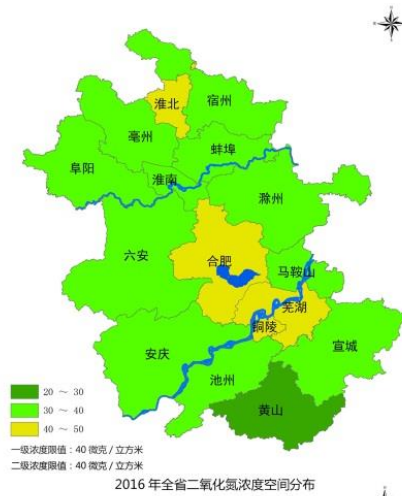 淮北
宿州
亳州
阜阳
蚌埠
淮南
滁州
六安
合肥
马鞍山
芜湖
铜陵
宣城
安庆
池州
黄山
20 ~ 30
30 ~ 40
40 ~ 50
一级浓度限值：40 微克 / 立方米
二级浓度限值：40 微克 / 立方米
2016 年全省二氧化氮浓度空间分布